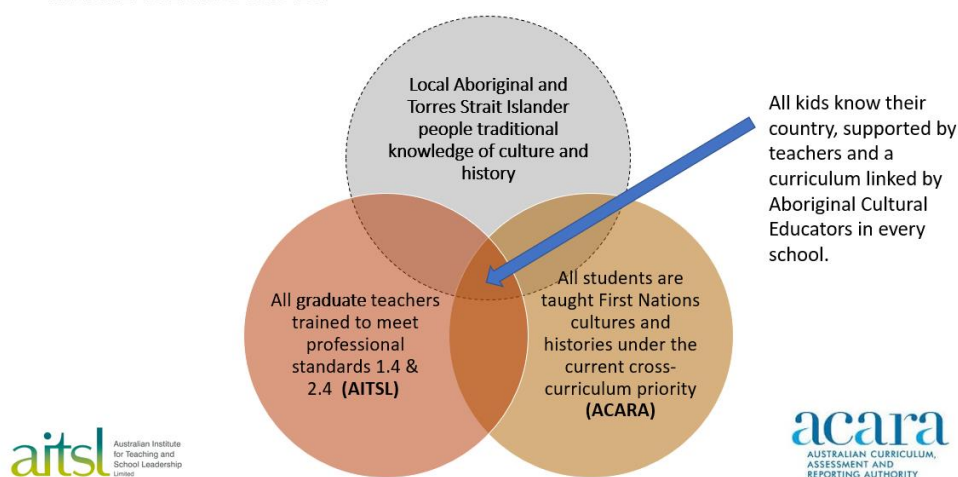 Local Aboriginal and
Torres Strait Islander
people traditional
knowledge of culture and
history
All kids know their
country, supported by
teachers and a
curriculum linked by
Aboriginal Cultural
Educators in every
school.
All graduate teachers
trained to meet
professional
standards 1.4 &
2.4 (AITSL)
All students are
taught First Nations
cultures and
histories under the
current cross-
curriculum priority
(ACARA)
aitsl
Australian Institute
for Teaching and
School Leadership
Limited
acara
AUSTRALIAN CURRICULUM,
ASSESSMENT AND
REPORTING AUTHORITY